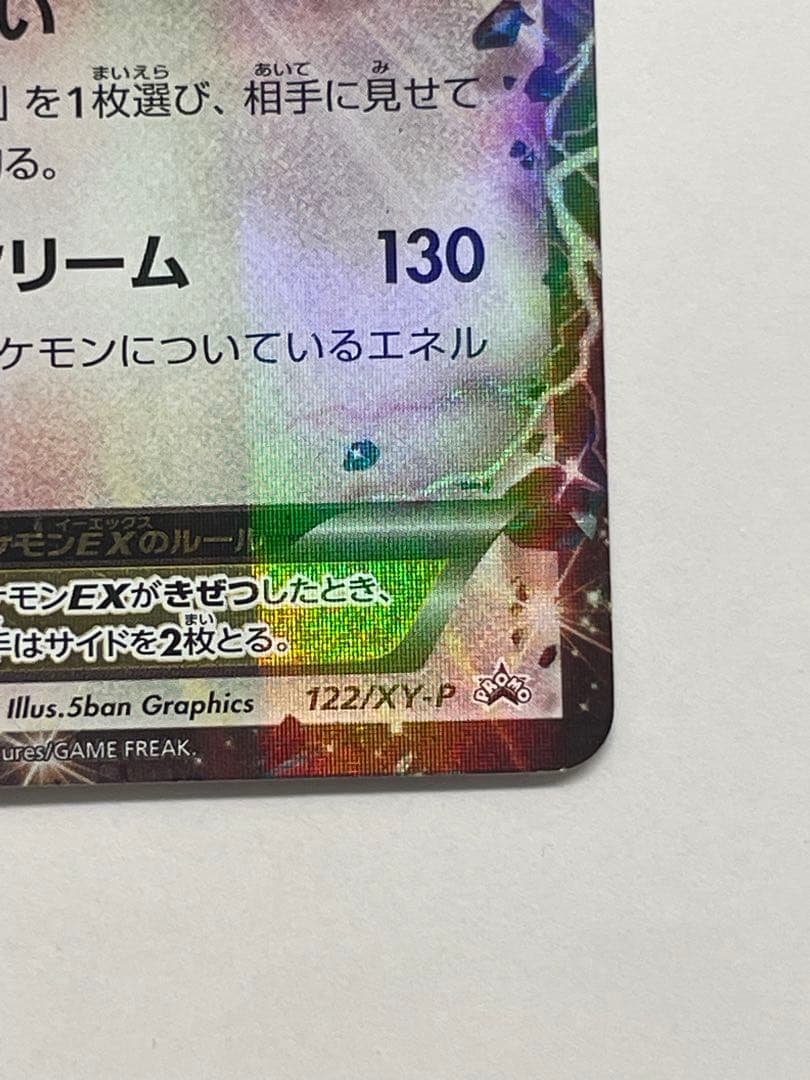 い
」を1枚選び、相手に見せて
る。
リーム 130
ケモンについているエネル
ケモンEXのルール
ケモンEXがきぜつしたとき、
手はサイドを2枚とる。
Illus.5ban Graphics 122/XY-P PROMO
ures/GAME FREAK.